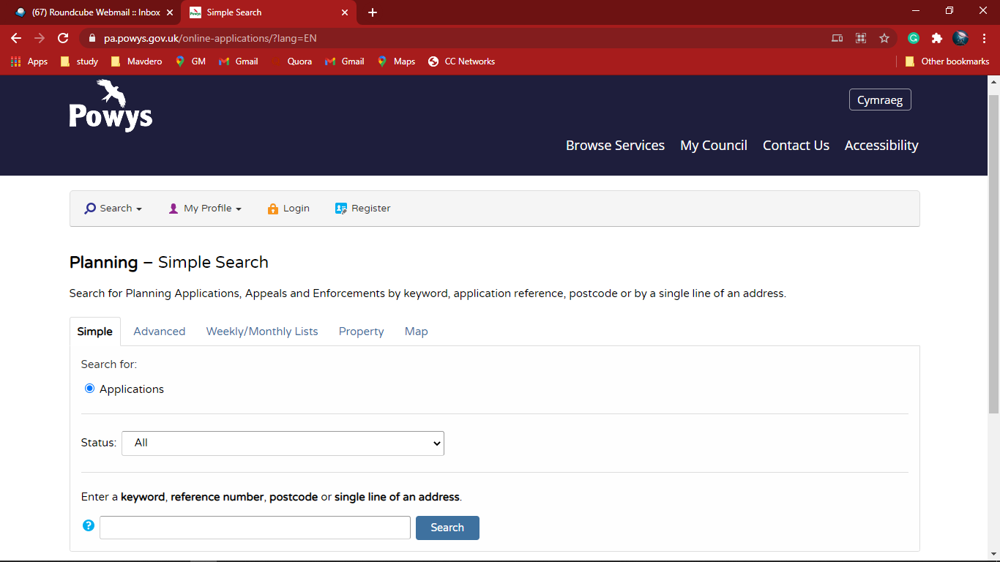 (67) Roundcube Webmail :: Inbox
Simple Search
pa.powys.gov.uk/online-applications/?lang=EN
Apps study Mavdero GM Gmail Quora Gmail Maps CC Networks Other bookmarks
Powys
Cymraeg
Browse Services My Council Contact Us Accessibility
Search My Profile Login Register
Planning – Simple Search
Search for Planning Applications, Appeals and Enforcements by keyword, application reference, postcode or by a single line of an address.
Simple Advanced Weekly/Monthly Lists Property Map
Search for:
Applications
Status: All
Enter a keyword, reference number, postcode or single line of an address.
? Search